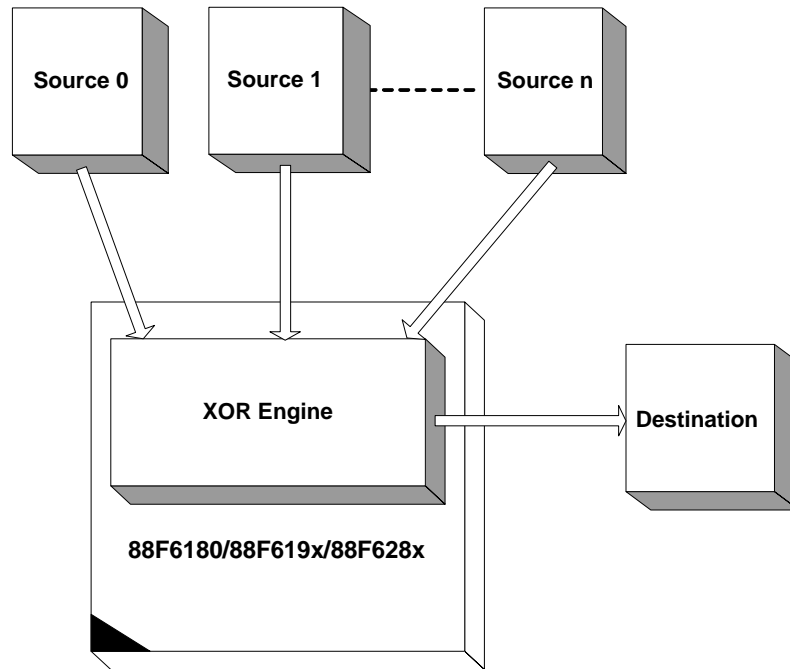 Source 0
Source 1
Source n
XOR Engine
Destination
88F6180/88F619x/88F628x